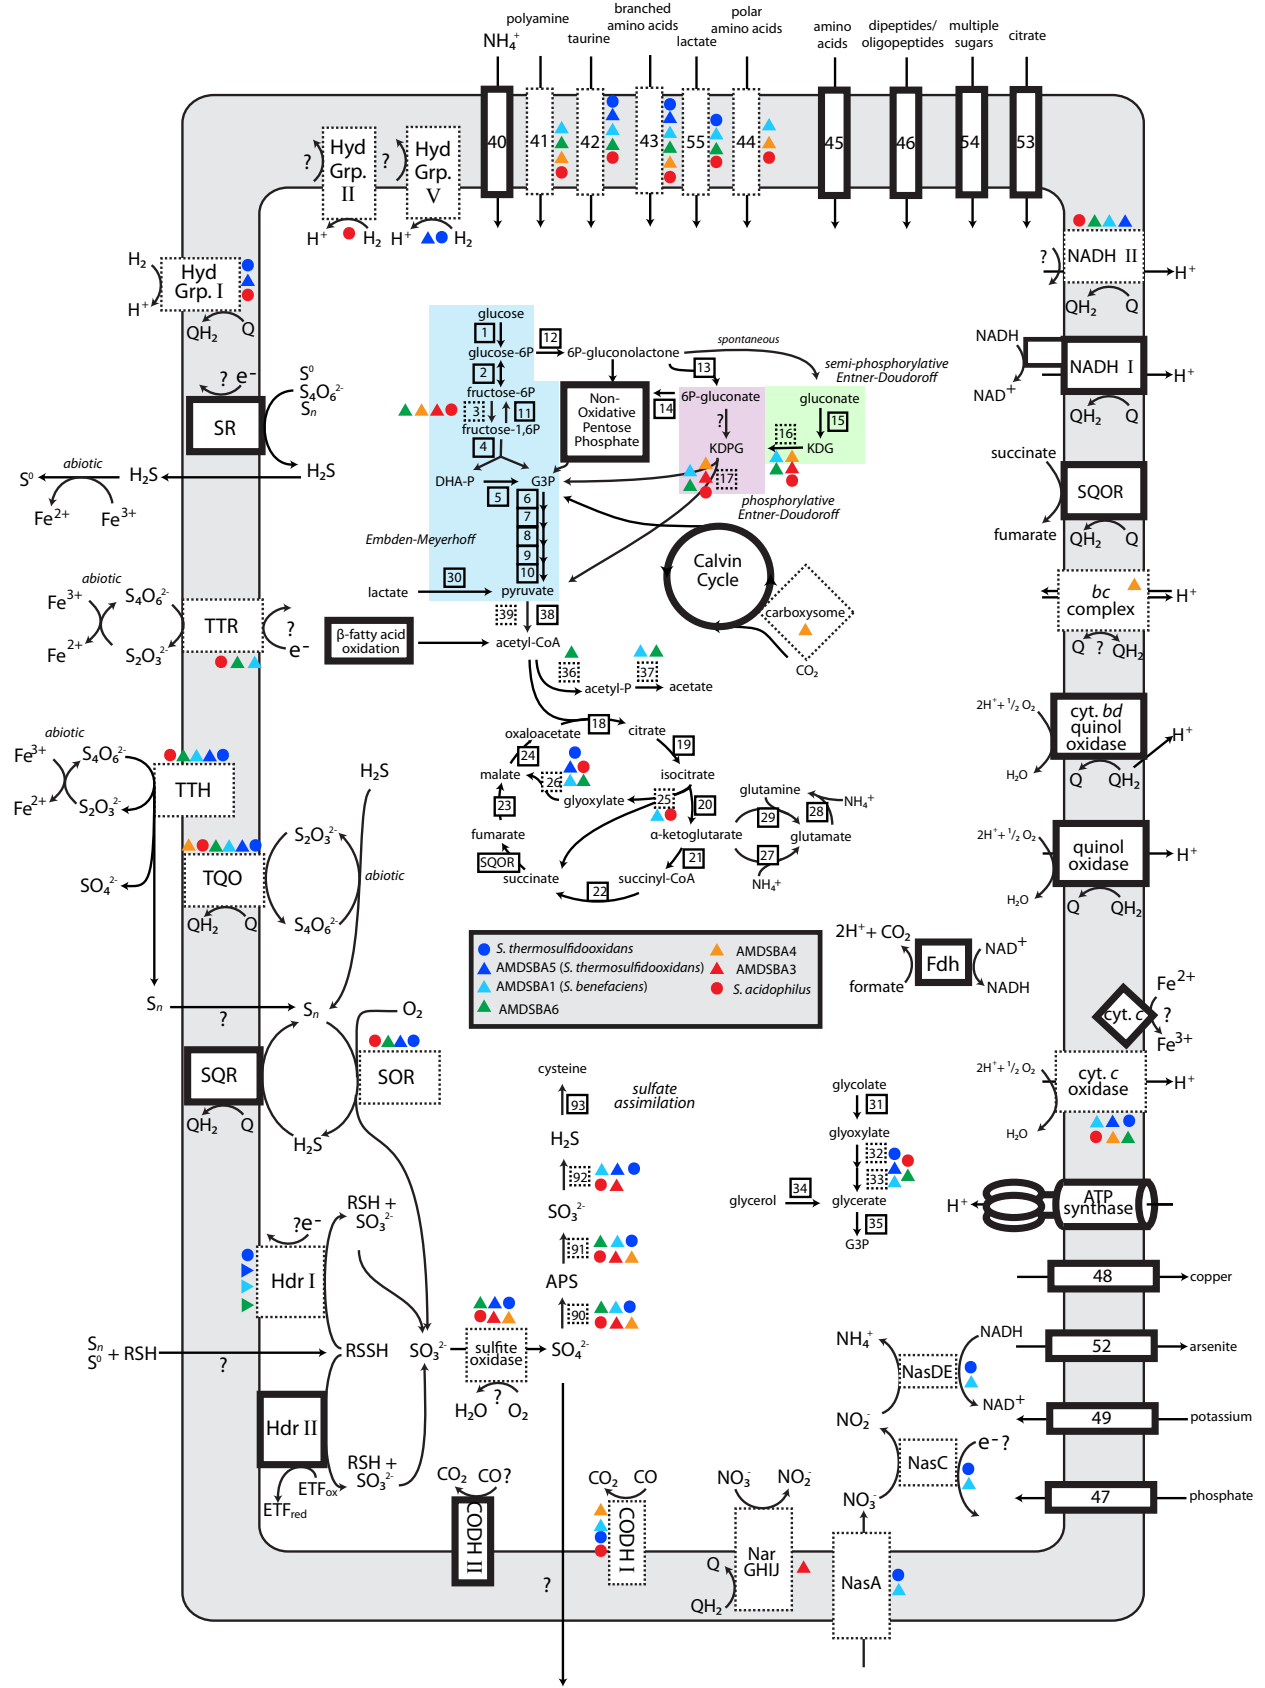 polyamine
branched
amino acids
polar
amino acids
NH₄⁺
taurine
lactate
amino
acids
dipeptides/
oligopeptides
multiple
sugars
citrate
40
41
42
43
55
44
45
46
54
53
?
Hyd
Grp.
II
H⁺
H₂
?
Hyd
Grp.
V
H⁺
H₂
H₂
Hyd
Grp. I
H⁺
QH₂
Q
?
NADH II
H⁺
QH₂
Q
NADH
NADH I
H⁺
NAD⁺
QH₂
Q
succinate
SQOR
fumarate
QH₂
Q
bc
complex
H⁺
Q
?
QH₂
2H⁺+ ¹/₂ O₂
cyt. bd
quinol
oxidase
H⁺
H₂O
Q
QH₂
2H⁺+ ¹/₂ O₂
quinol
oxidase
H⁺
H₂O
Q
QH₂
2H⁺+ CO₂
Fdh
NAD⁺
formate
NADH
Fe²⁺
cyt. c
?
Fe³⁺
2H⁺+ ¹/₂ O₂
cyt. c
oxidase
H⁺
H₂O
H⁺
ATP
synthase
48
copper
52
arsenite
49
potassium
47
phosphate
? e-
SR
S⁰
S₄O₆²⁻
Sn
H₂S
H₂S
abiotic
S⁰
Fe²⁺
Fe³⁺
abiotic
Fe³⁺
S₄O₆²⁻
TTR
?
e-
Fe²⁺
S₂O₃²⁻
abiotic
Fe³⁺
S₄O₆²⁻
TTH
Fe²⁺
S₂O₃²⁻
SO₄²⁻
TQO
S₂O₃²⁻
S₄O₆²⁻
QH₂
Q
H₂S
abiotic
Sn
?
Sn
O₂
SQR
SOR
QH₂
Q
H₂S
?e-
RSH +
SO₃²⁻
Hdr I
Sn
S⁰ + RSH
?
RSSH
SO₃²⁻
sulfite
oxidase
SO₄²⁻
H₂O
?
O₂
Hdr II
RSH +
SO₃²⁻
ETFox
ETFred
glucose
1
glucose-6P
12
6P-gluconolactone
spontaneous
2
13
semi-phosphorylative
Entner-Doudoroff
fructose-6P
3
11
Non-
Oxidative
Pentose
Phosphate
14
6P-gluconate
?
gluconate
15
16
fructose-1,6P
4
KDPG
KDG
17
DHA-P
5
G3P
6
7
8
9
10
phosphorylative
Entner-Doudoroff
Embden-Meyerhoff
lactate
30
pyruvate
Calvin
Cycle
carboxysome
CO₂
39
38
β-fatty acid
oxidation
acetyl-CoA
36
37
acetyl-P
acetate
18
oxaloacetate
citrate
24
19
malate
26
isocitrate
glyoxylate
25
20
23
glutamine
NH₄⁺
29
28
fumarate
α-ketoglutarate
glutamate
SQOR
21
27
succinate
succinyl-CoA
NH₄⁺
22
S. thermosulfidooxidans
AMDSBA5 (S. thermosulfidooxidans)
AMDSBA1 (S. benefaciens)
AMDSBA6
AMDSBA4
AMDSBA3
S. acidophilus
cysteine
93
sulfate
assimilation
H₂S
92
SO₃²⁻
91
APS
90
glycolate
31
glyoxylate
32
33
glycerol
34
glycerate
35
G3P
NH₄⁺
NADH
NasDE
NAD⁺
NO₂⁻
e-?
NasC
NO₃⁻
NasA
CO₂
CO?
CODH II
CO₂
CO
CODH I
NO₃⁻
NO₂⁻
Nar
GHIJ
Q
QH₂
?